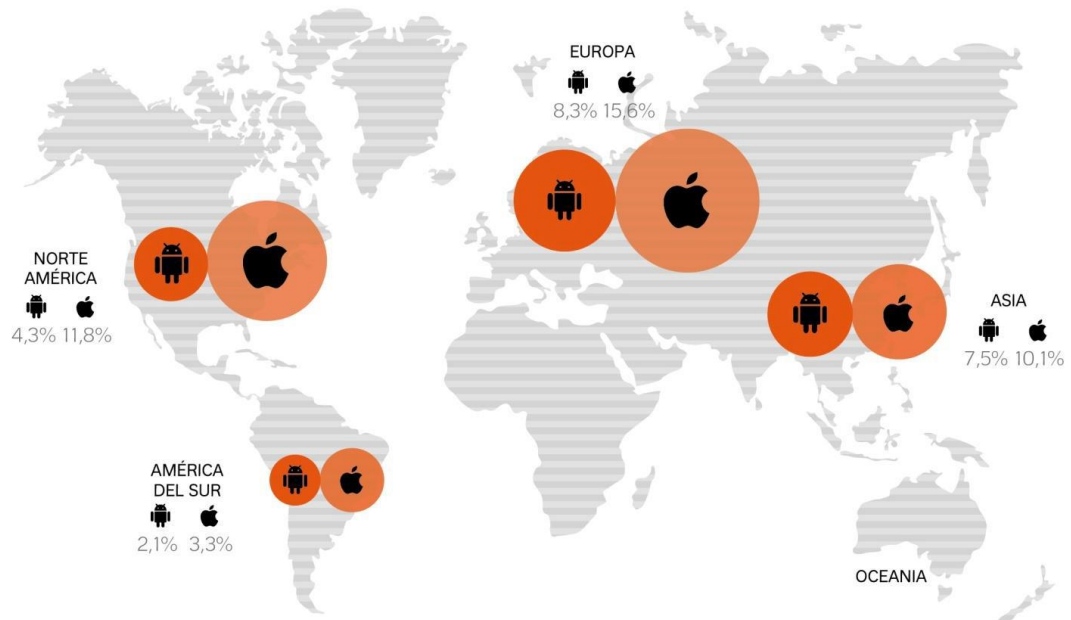 EUROPA
8,3% 15,6%
NORTE
AMÉRICA
4,3% 11,8%
ASIA
7,5% 10,1%
AMÉRICA
DEL SUR
2,1% 3,3%
OCEANIA